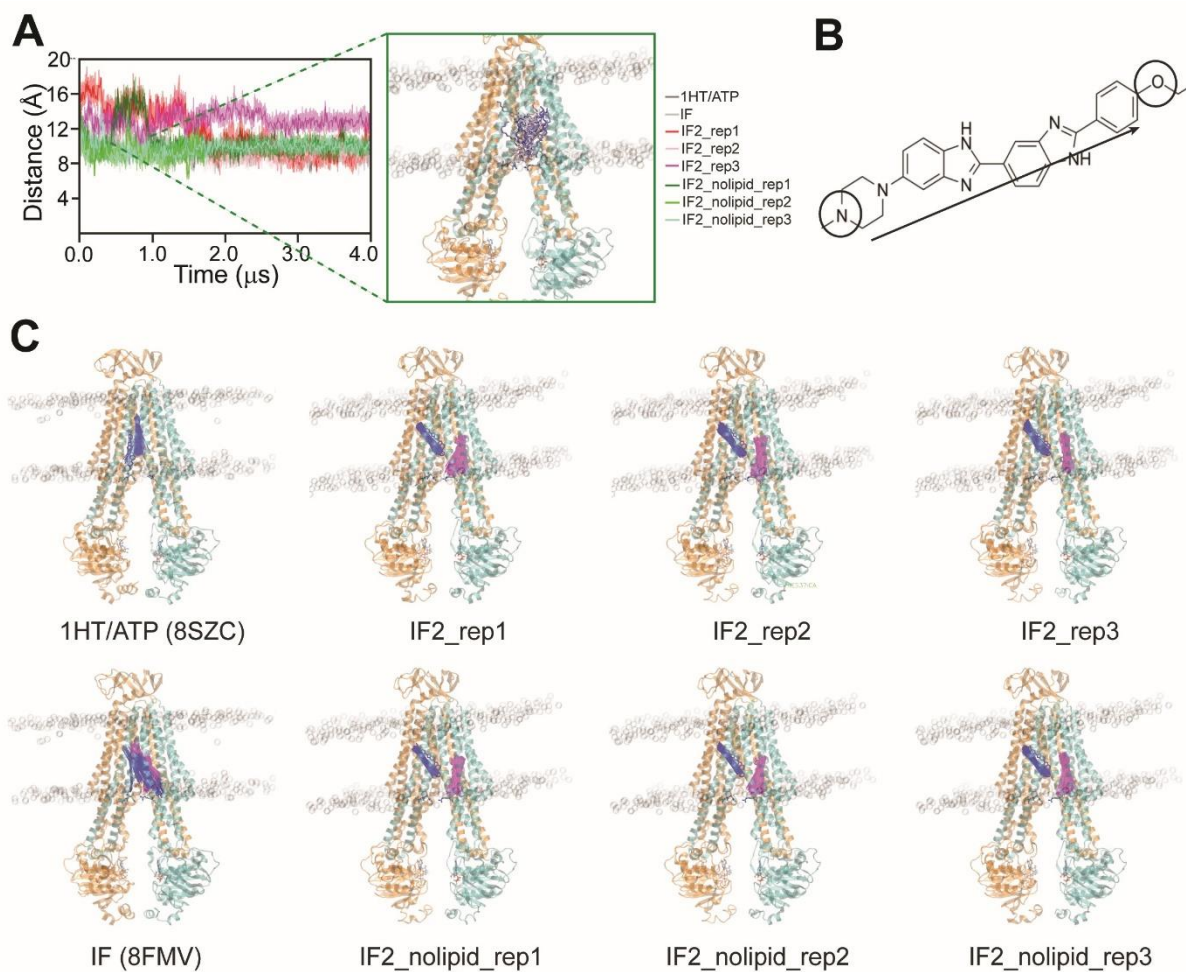 A
B
20
16
12
8
4
Distance (Å)
0.0
1.0
2.0
3.0
4.0
Time (μs)
1HT/ATP
IF
IF2_rep1
IF2_rep2
IF2_rep3
IF2_nolipid_rep1
IF2_nolipid_rep2
IF2_nolipid_rep3
N
N
H
N
N
N
NH
O
C
1HT/ATP (8SZC)
IF2_rep1
IF2_rep2
IF2_rep3
IF (8FMV)
IF2_nolipid_rep1
IF2_nolipid_rep2
IF2_nolipid_rep3